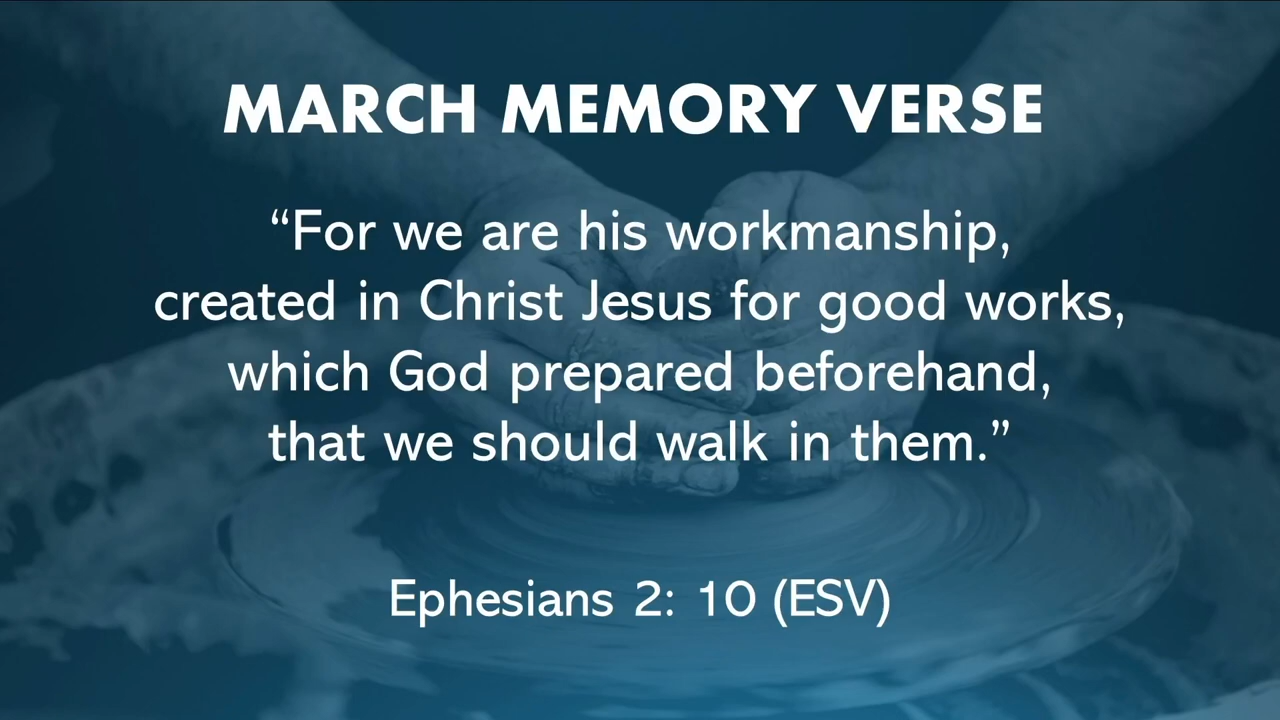 MARCH MEMORY VERSE
“For we are his workmanship,
created in Christ Jesus for good works,
which God prepared beforehand,
that we should walk in them.”
Ephesians 2: 10 (ESV)